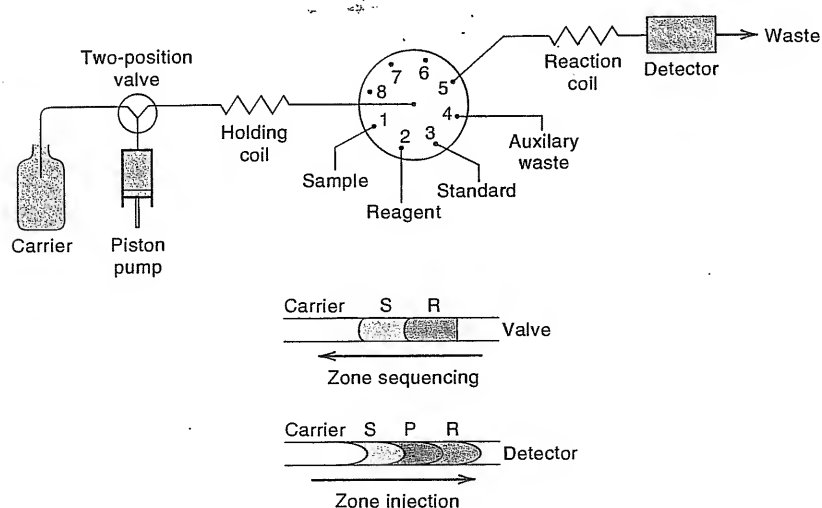 Two-position
valve
Carrier
Piston
pump
Holding
coil
1
2
3
4
5
6
7
8
Sample
Reagent
Standard
Auxilary
waste
Reaction
coil
Detector
Waste
Carrier S R
Valve
Zone sequencing
Carrier S P R
Detector
Zone injection